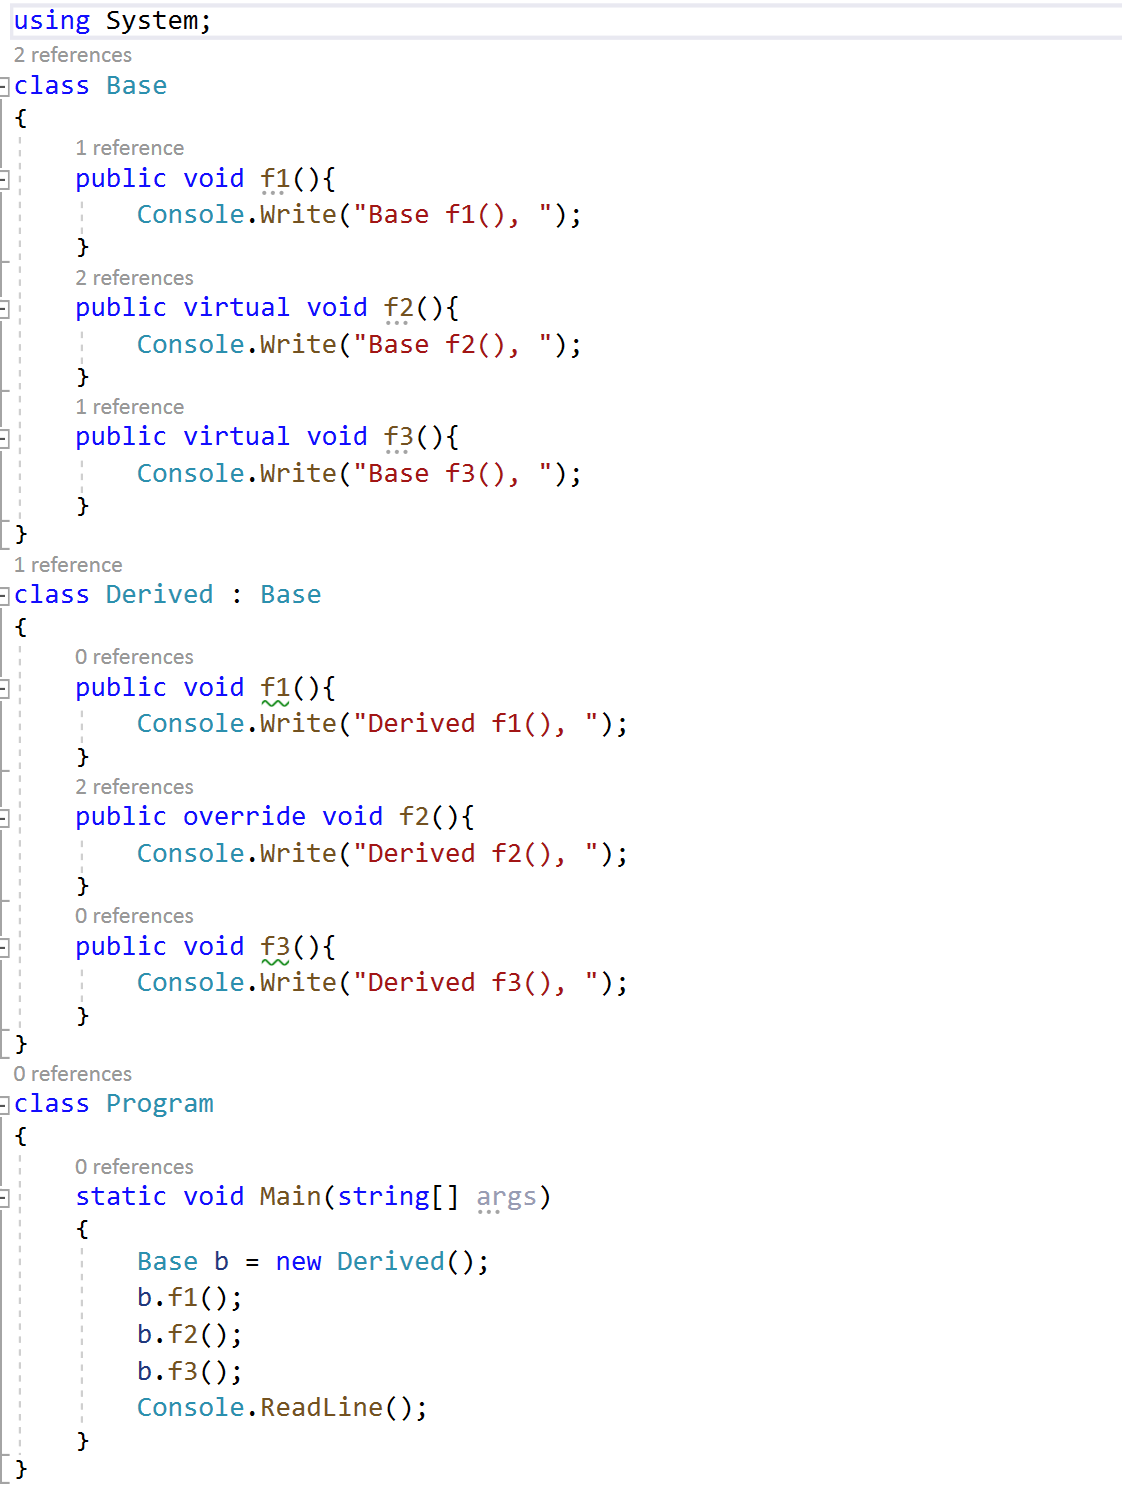 using System;
2 references
class Base
{
1 reference
public void f1(){
Console.Write("Base f1(), ");
}
2 references
public virtual void f2(){
Console.Write("Base f2(), ");
}
1 reference
public virtual void f3(){
Console.Write("Base f3(), ");
}
}
1 reference
class Derived : Base
{
0 references
public void f1(){
Console.Write("Derived f1(), ");
}
2 references
public override void f2(){
Console.Write("Derived f2(), ");
}
0 references
public void f3(){
Console.Write("Derived f3(), ");
}
}
0 references
class Program
{
0 references
static void Main(string[] args)
{
Base b = new Derived();
b.f1();
b.f2();
b.f3();
Console.ReadLine();
}
}